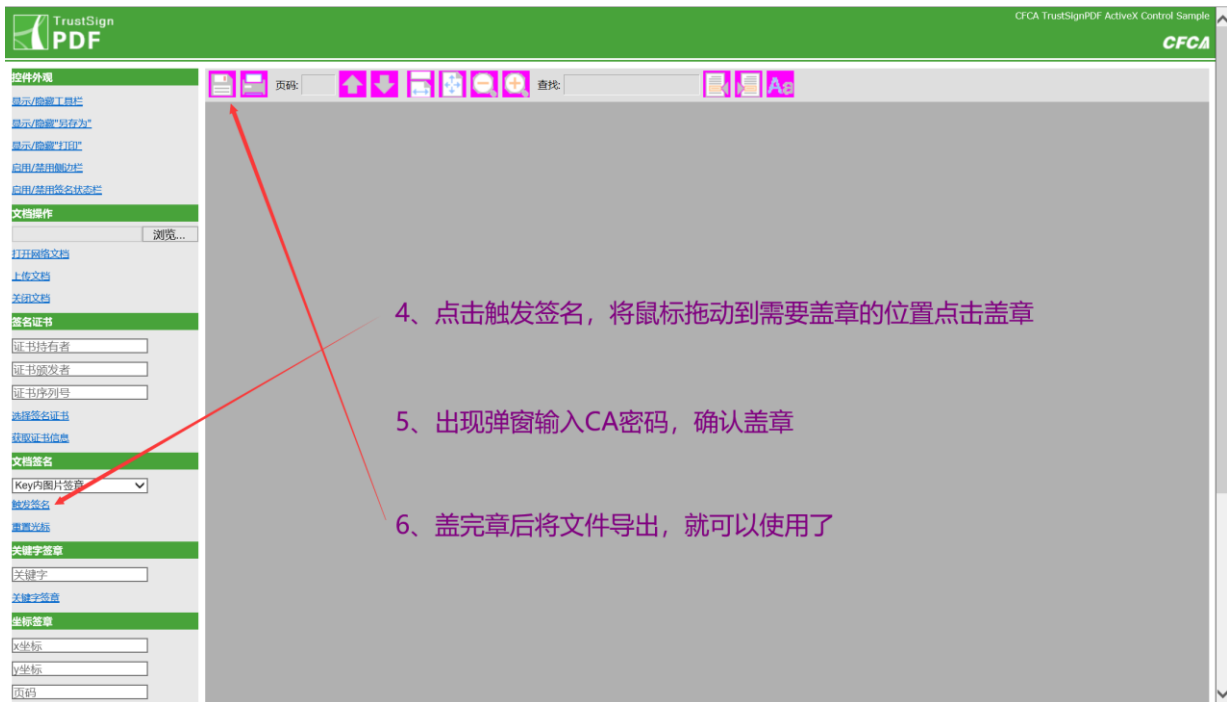 TrustSign
PDF
CFCA TrustSignPDF ActiveX Control Sample
CFCA
控件外观
显示/隐藏工具栏
显示/隐藏"另存为"
显示/隐藏"打印"
启用/禁用侧边栏
启用/禁用签名状态栏
文档操作
浏览...
打开网络文档
上传文档
关闭文档
签名证书
证书持有者
证书颁发者
证书序列号
选择签名证书
获取证书信息
文档签名
Key内图片签章
触发签名
重置光标
关键字签章
关键字
关键字签章
坐标签章
x坐标
y坐标
页码
页码:
查找:
Aa
4、点击触发签名，将鼠标拖动到需要盖章的位置点击盖章
5、出现弹窗输入CA密码，确认盖章
6、盖完章后将文件导出，就可以使用了